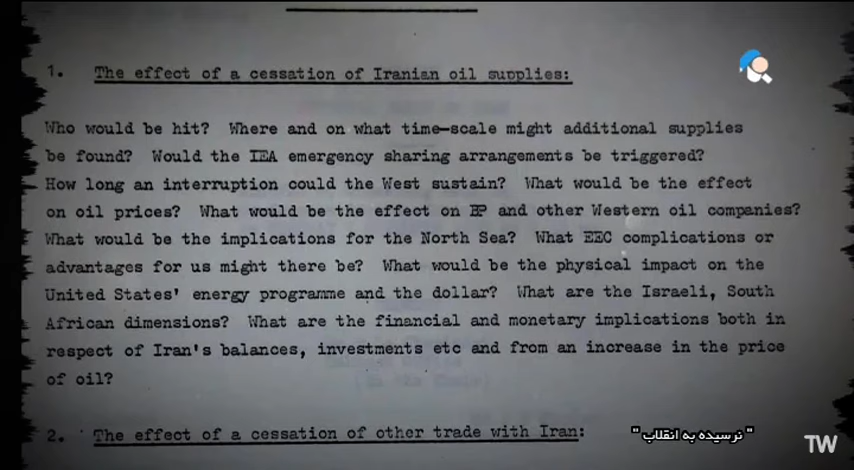 1. The effect of a cessation of Iranian oil supplies:
Who would be hit? Where and on what time-scale might additional supplies
be found? Would the IEA emergency sharing arrangements be triggered?
How long an interruption could the West sustain? What would be the effect
on oil prices? What would be the effect on BP and other Western oil companies?
What would be the implications for the North Sea? What EEC complications or
advantages for us might there be? What would be the physical impact on the
United States' energy programme and the dollar? What are the Israeli, South
African dimensions? What are the financial and monetary implications both in
respect of Iran's balances, investments etc and from an increase in the price
of oil?
2. The effect of a cessation of other trade with Iran:
" نرسیده به انقلاب "
TW